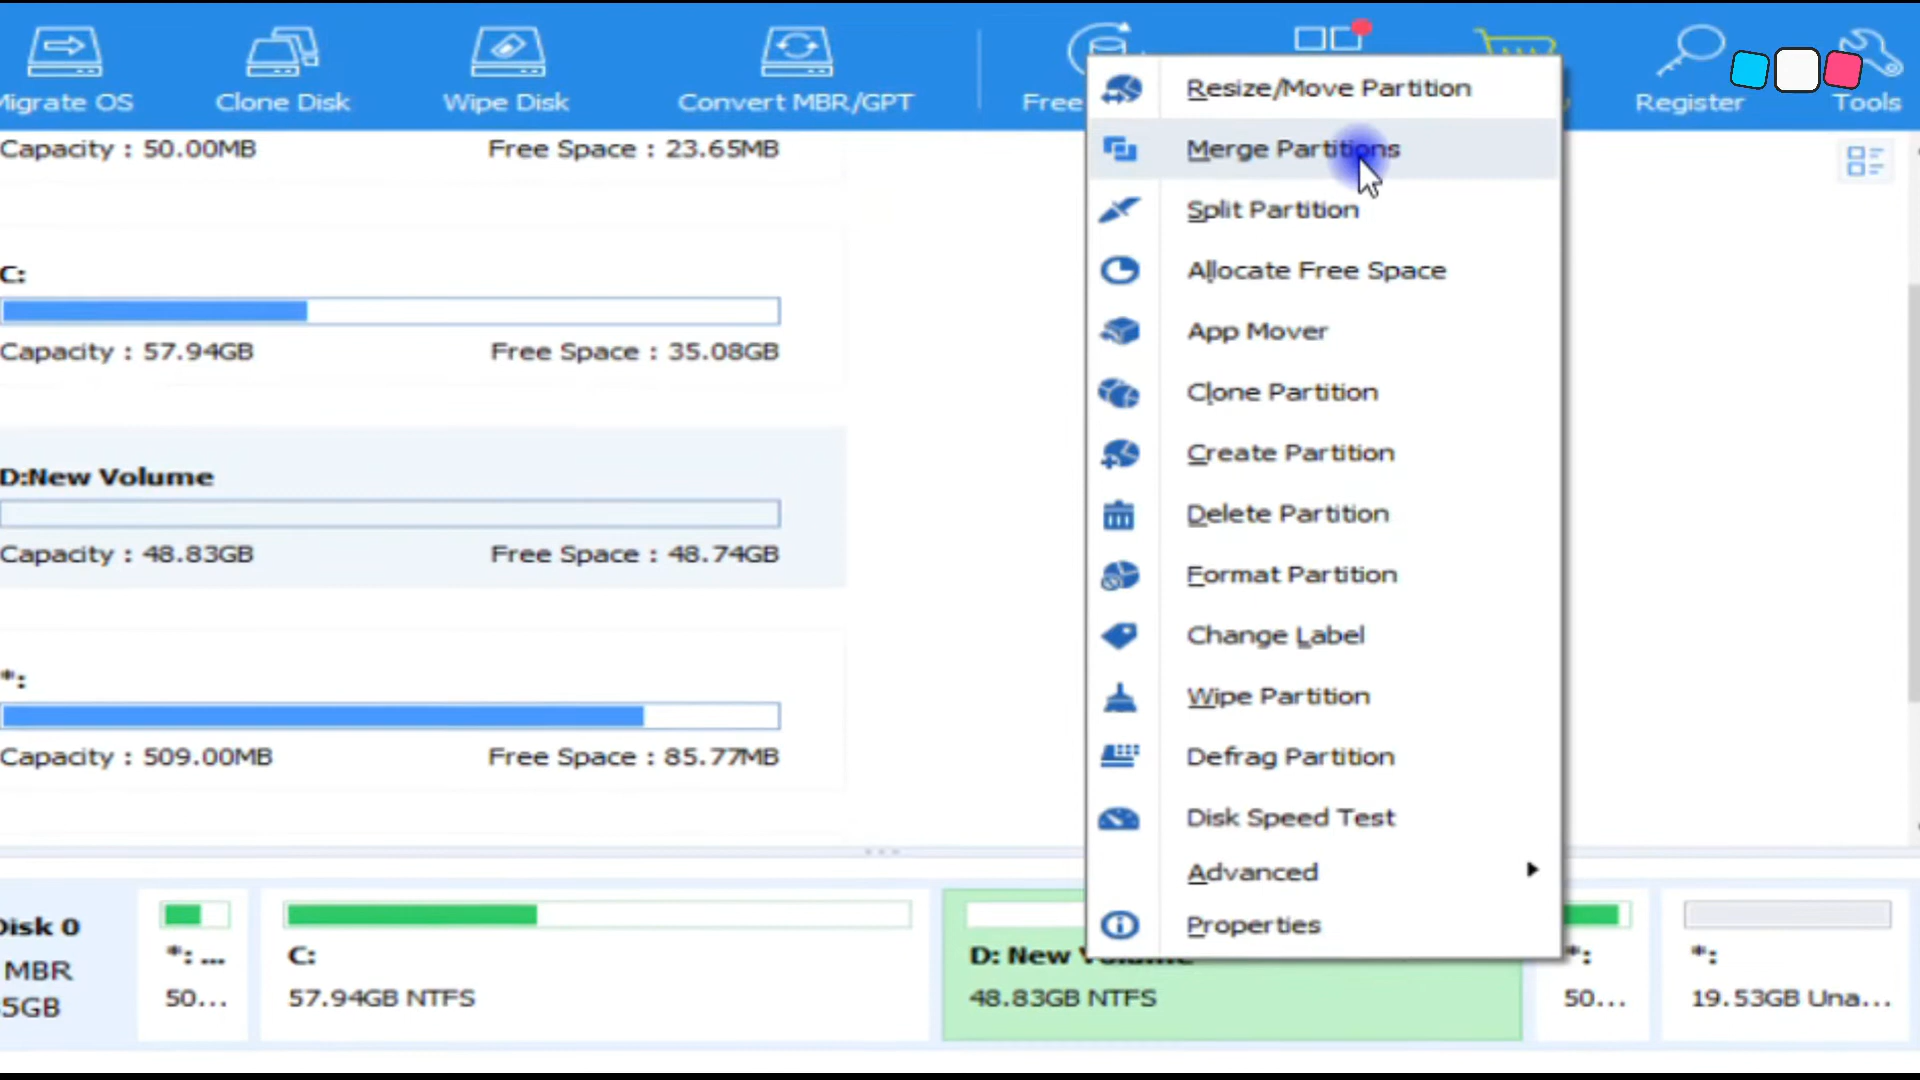 Migrate OS
Clone Disk
Wipe Disk
Convert MBR/GPT
Free
Register
Tools
Capacity : 50.00MB
Free Space : 23.65MB
C:
Capacity : 57.94GB
Free Space : 35.08GB
D:New Volume
Capacity : 48.83GB
Free Space : 48.74GB
*:
Capacity : 509.00MB
Free Space : 85.77MB
Resize/Move Partition
Merge Partitions
Split Partition
Allocate Free Space
App Mover
Clone Partition
Create Partition
Delete Partition
Format Partition
Change Label
Wipe Partition
Defrag Partition
Disk Speed Test
Advanced
Properties
Disk 0
MBR
5GB
*: ...
50...
C:
57.94GB NTFS
D: New Volume
48.83GB NTFS
*:
50...
*:
19.53GB Una...